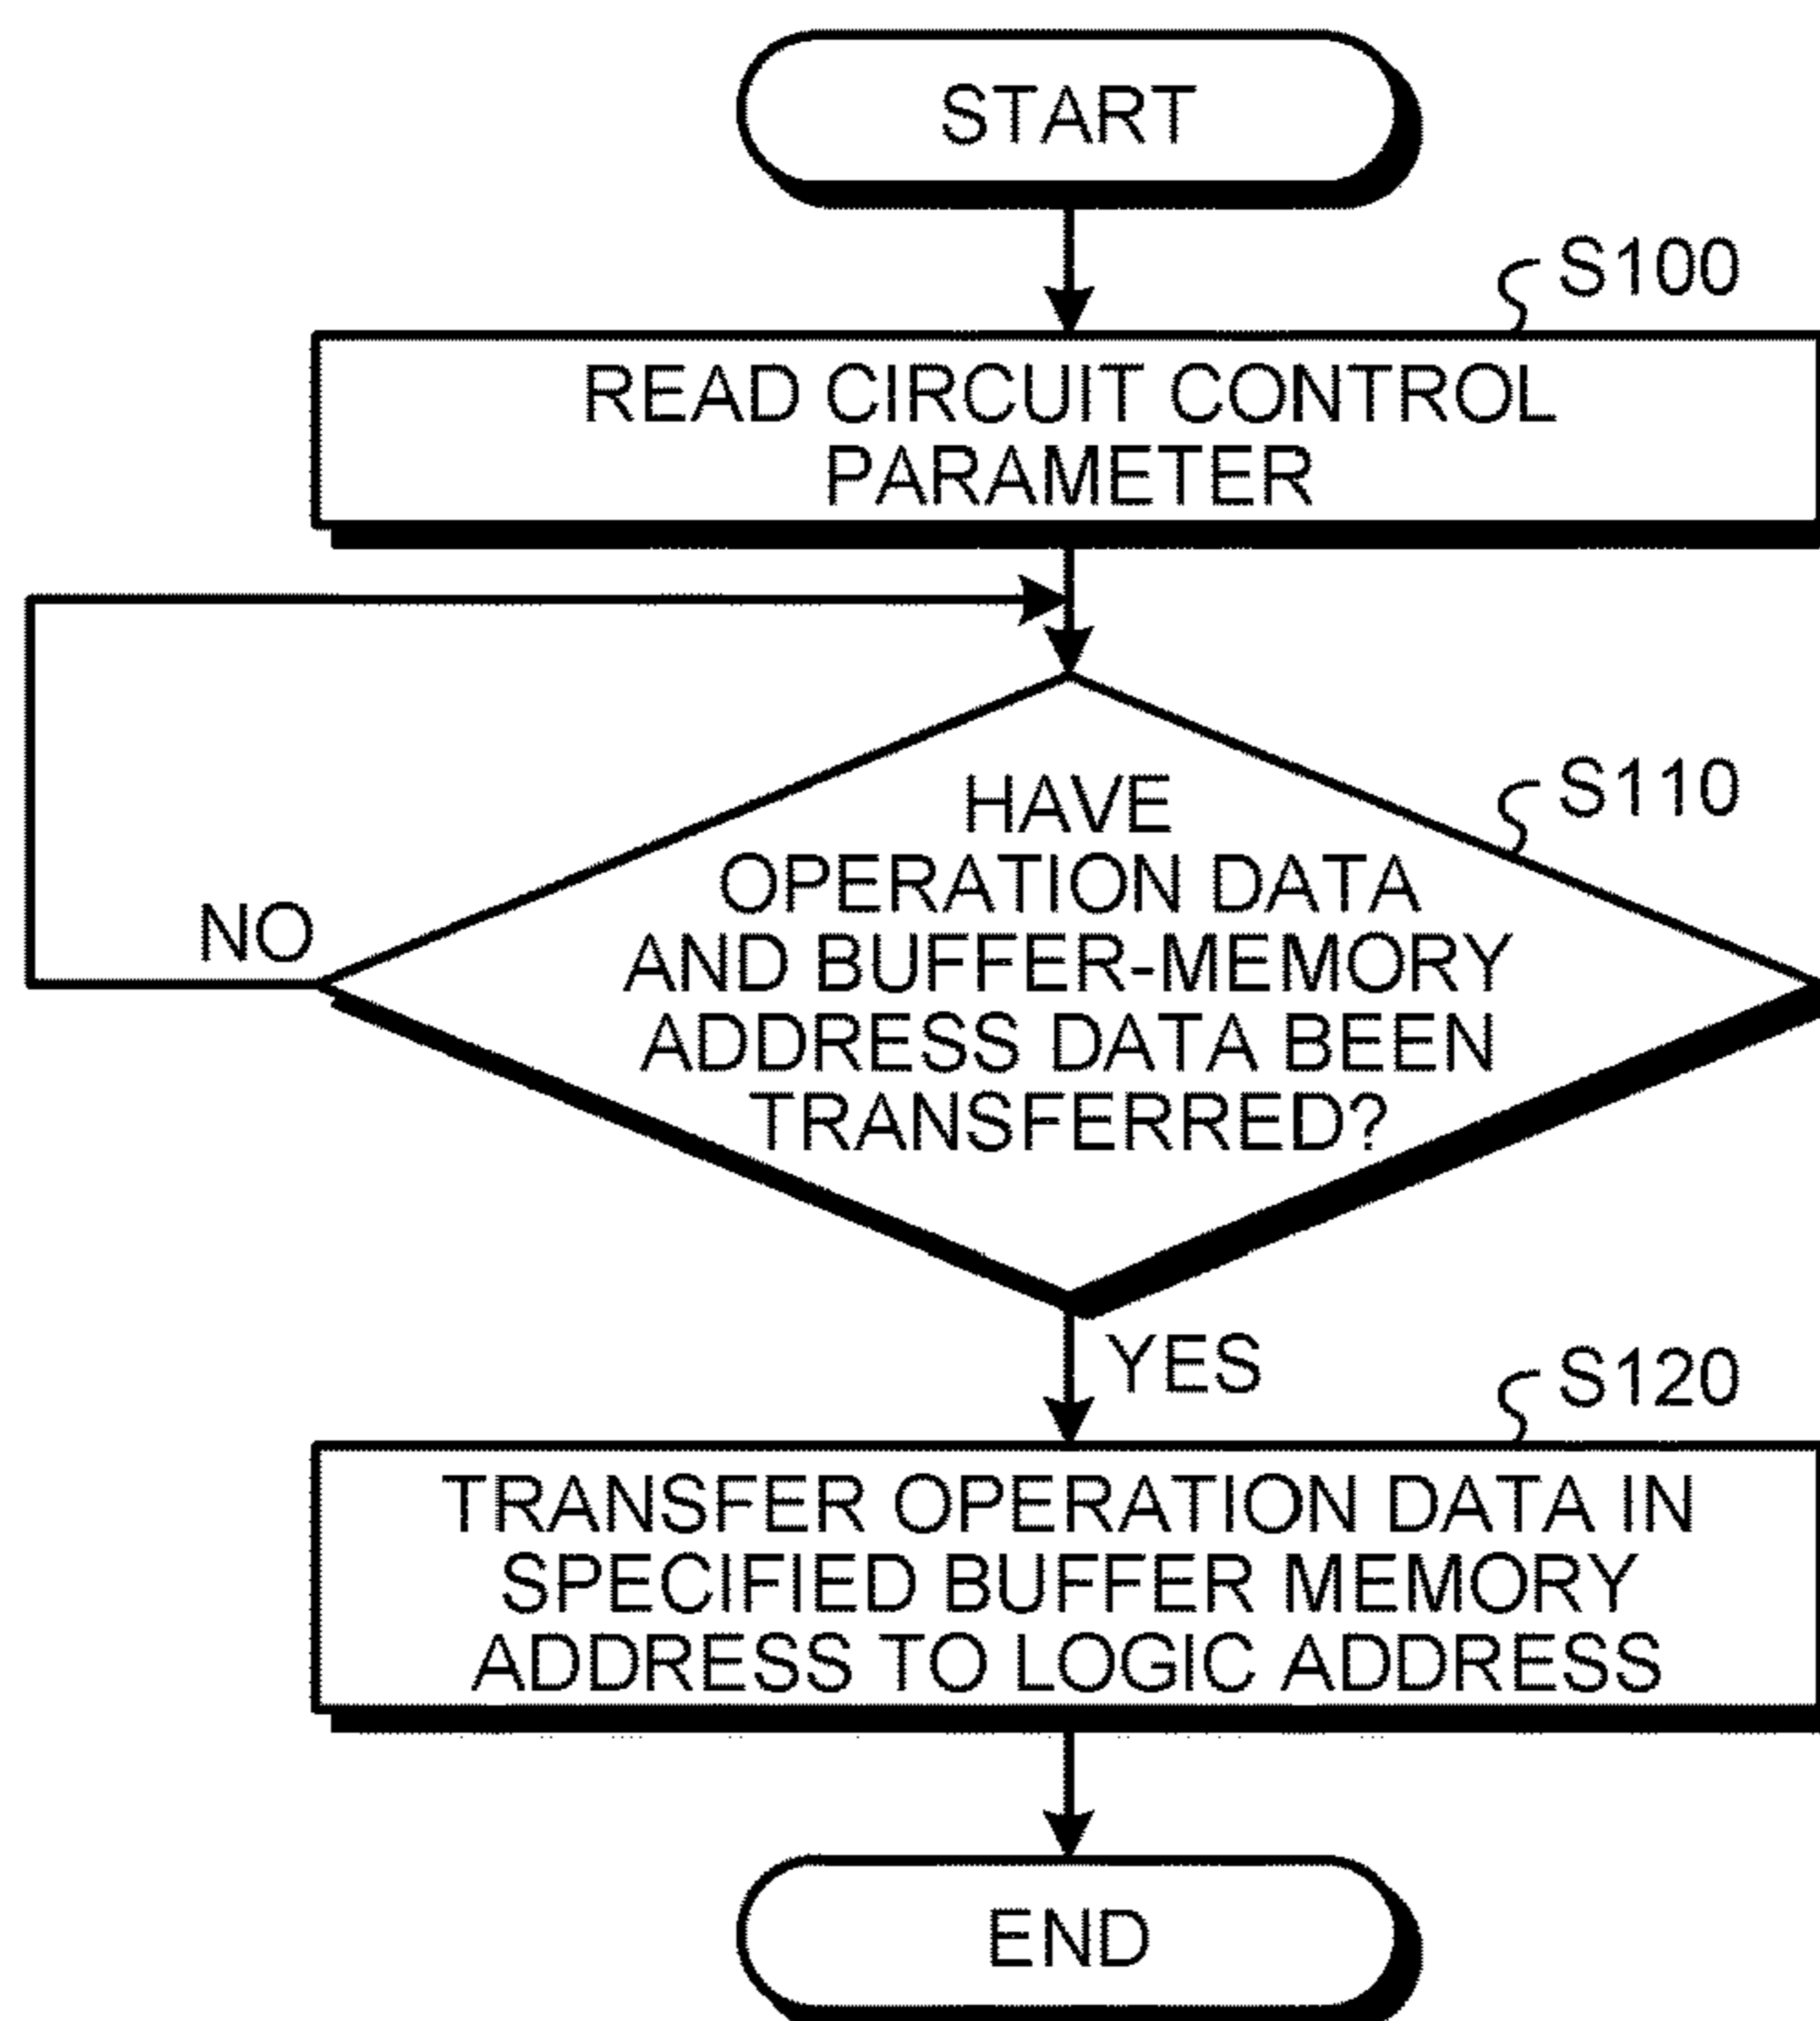 START
S100
READ CIRCUIT CONTROL
PARAMETER
S110
HAVE
OPERATION DATA
AND BUFFER-MEMORY
ADDRESS DATA BEEN
TRANSFERRED?
NO
YES
S120
TRANSFER OPERATION DATA IN
SPECIFIED BUFFER MEMORY
ADDRESS TO LOGIC ADDRESS
END